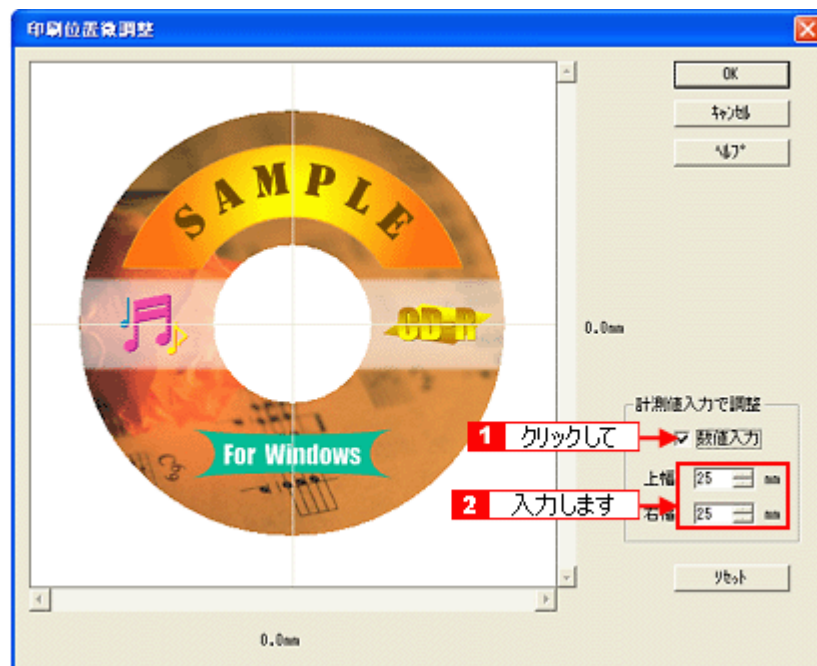 印刷位置微調整
OK
ｷｬﾝｾﾙ
ﾍﾙﾌﾟ
SAMPLE
CD-R
For Windows
0.0mm
計測値入力で調整
1 クリックして
数値入力
上幅 25 mm
2 入力します
右幅 25 mm
ﾘｾｯﾄ
0.0mm